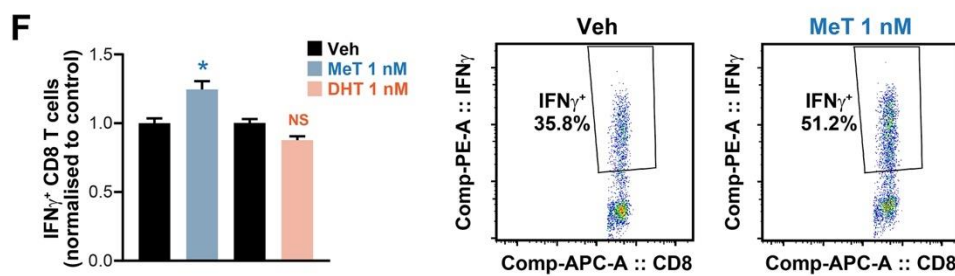 F
IFNγ⁺ CD8 T cells
(normalised to control)
1.5
1.0
0.5
0.0
*
NS
Veh
MeT 1 nM
DHT 1 nM
Veh
Comp-PE-A :: IFNγ
IFNγ⁺
35.8%
Comp-APC-A :: CD8
MeT 1 nM
Comp-PE-A :: IFNγ
IFNγ⁺
51.2%
Comp-APC-A :: CD8